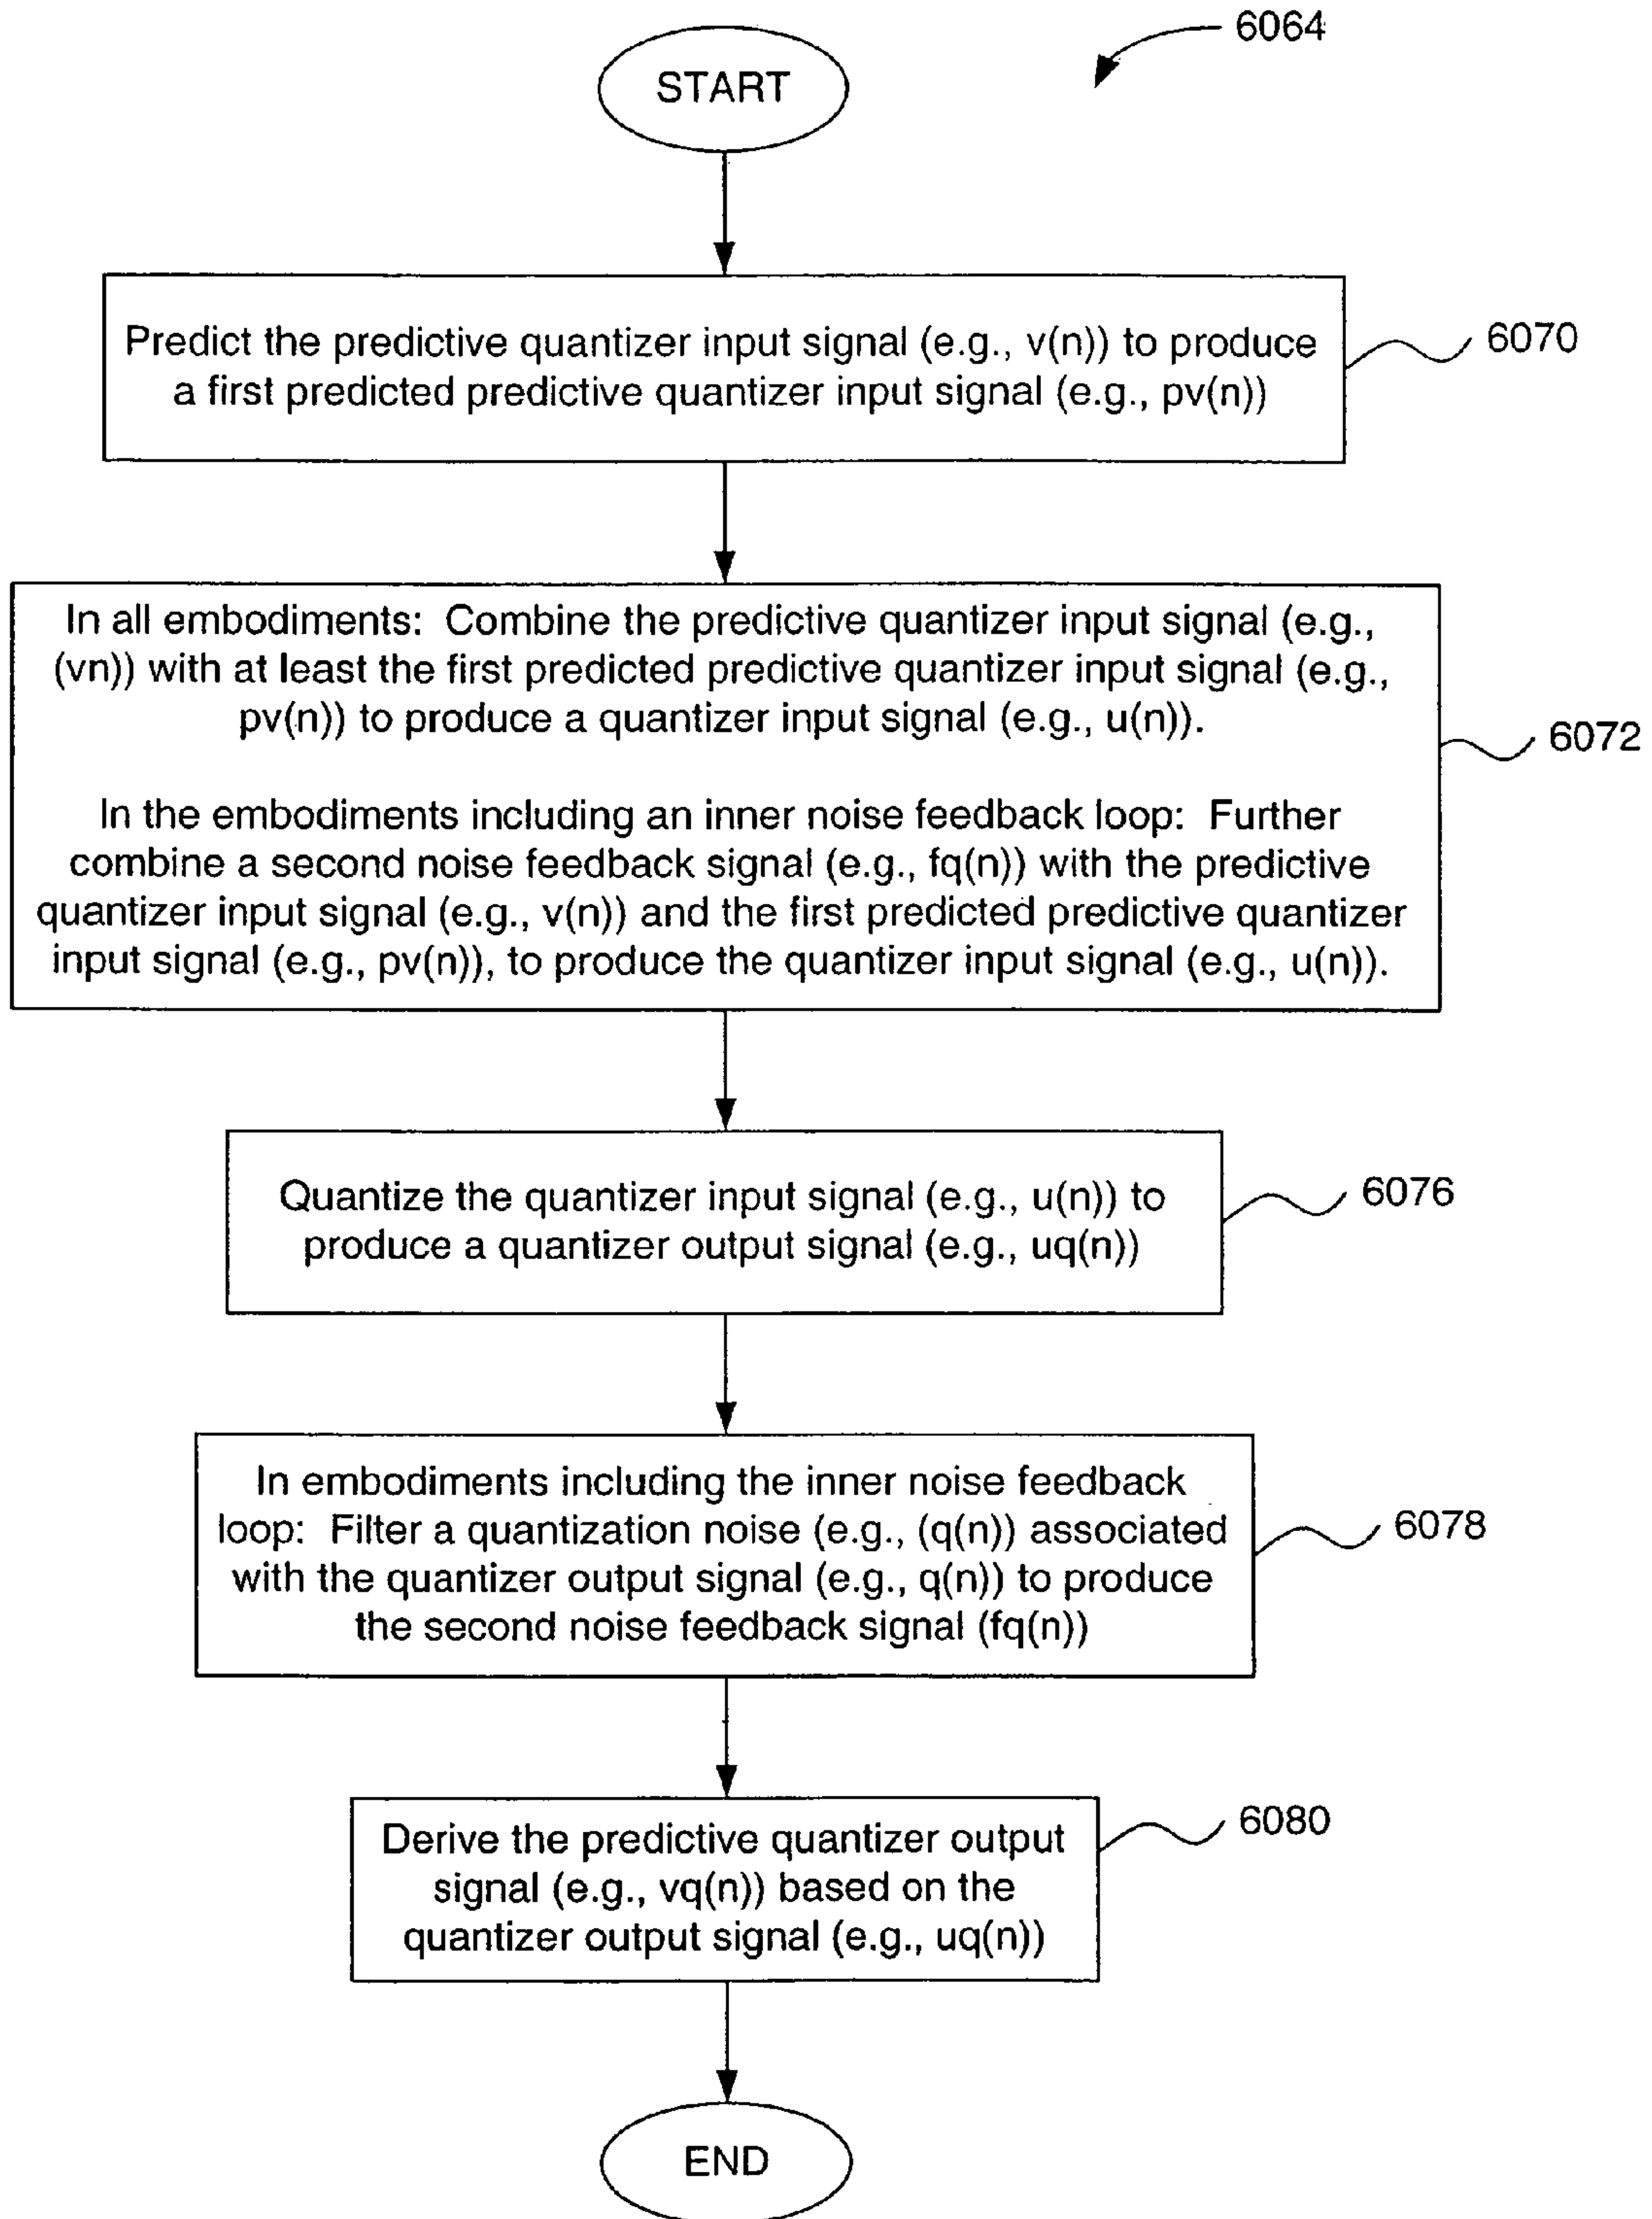 6064
START
Predict the predictive quantizer input signal (e.g., v(n)) to produce
a first predicted predictive quantizer input signal (e.g., pv(n))
6070
In all embodiments: Combine the predictive quantizer input signal (e.g.,
(vn)) with at least the first predicted predictive quantizer input signal (e.g.,
pv(n)) to produce a quantizer input signal (e.g., u(n)).
In the embodiments including an inner noise feedback loop: Further
combine a second noise feedback signal (e.g., fq(n)) with the predictive
quantizer input signal (e.g., v(n)) and the first predicted predictive quantizer
input signal (e.g., pv(n)), to produce the quantizer input signal (e.g., u(n)).
6072
Quantize the quantizer input signal (e.g., u(n)) to
produce a quantizer output signal (e.g., uq(n))
6076
In embodiments including the inner noise feedback
loop: Filter a quantization noise (e.g., (q(n)) associated
with the quantizer output signal (e.g., q(n)) to produce
the second noise feedback signal (fq(n))
6078
Derive the predictive quantizer output
signal (e.g., vq(n)) based on the
quantizer output signal (e.g., uq(n))
6080
END